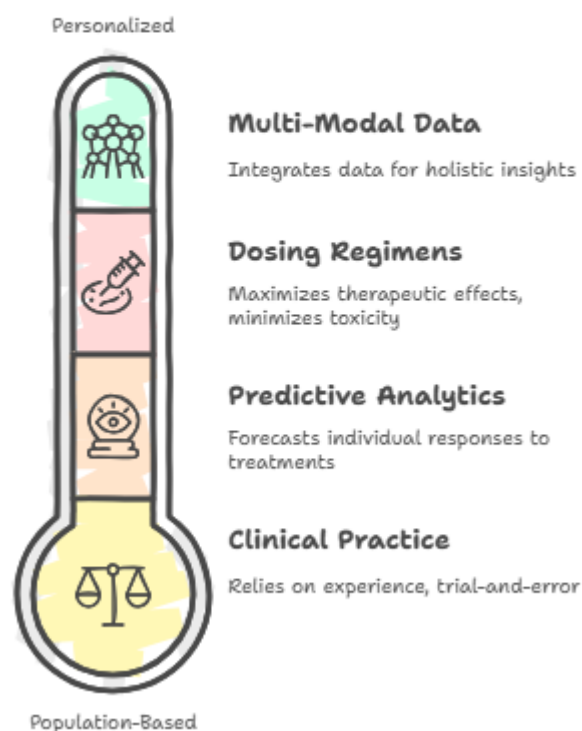 Personalized
Multi-Modal Data
Integrates data for holistic insights
Dosing Regimens
Maximizes therapeutic effects,
minimizes toxicity
Predictive Analytics
Forecasts individual responses to
treatments
Clinical Practice
Relies on experience, trial-and-error
Population-Based